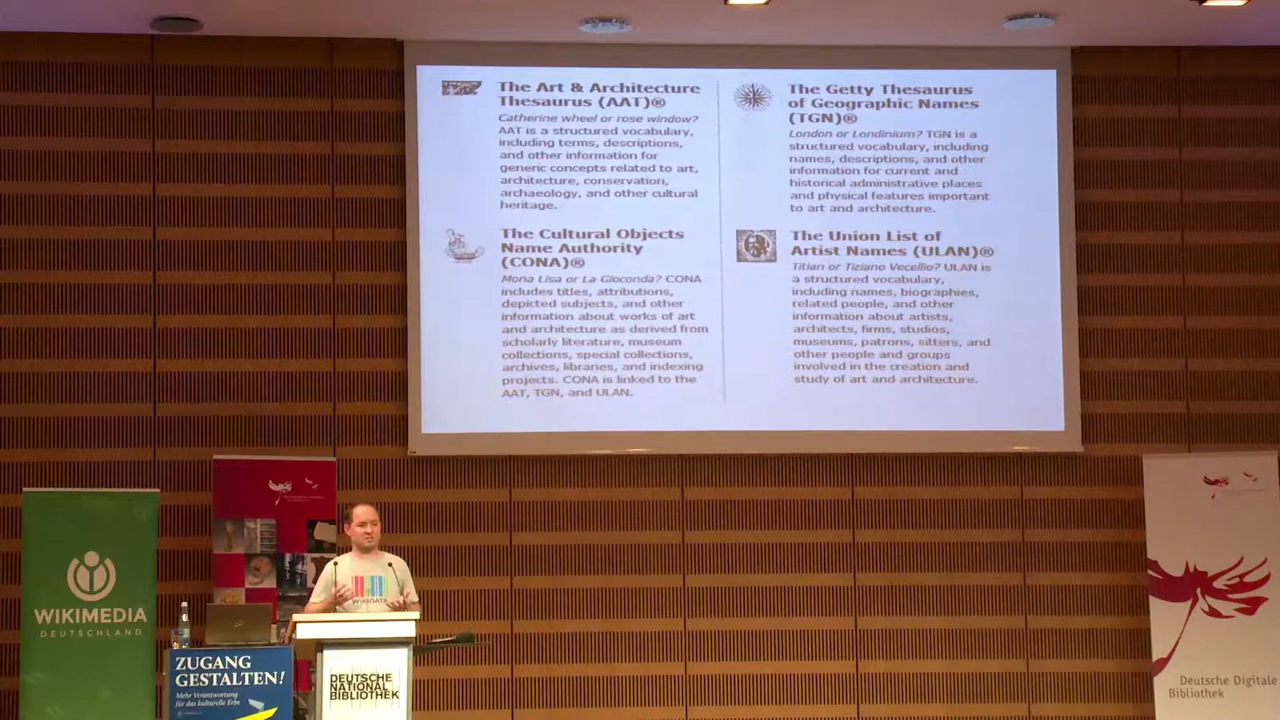 The Art & Architecture
Thesaurus (AAT)®
Catherine wheel or rose window?
AAT is a structured vocabulary,
including terms, descriptions,
and other information for
generic concepts related to art,
architecture, conservation,
archaeology, and other cultural
heritage.
The Cultural Objects
Name Authority
(CONA)®
Mona Lisa or La Gioconda? CONA
includes titles, attributions,
depicted subjects, and other
information about works of art
and architecture as derived from
scholarly literature, museum
collections, special collections,
archives, libraries, and indexing
projects. CONA is linked to the
AAT, TGN, and ULAN.
The Getty Thesaurus
of Geographic Names
(TGN)®
London or Londinium? TGN is a
structured vocabulary, including
names, descriptions, and other
information for current and
historical administrative places
and physical features important
to art and architecture.
The Union List of
Artist Names (ULAN)®
Titian or Tiziano Vecellio? ULAN is
a structured vocabulary,
including names, biographies,
related people, and other
information about artists,
architects, firms, studios,
museums, patrons, sitters, and
other people and groups
involved in the creation and
study of art and architecture.
WIKIMEDIA
DEUTSCHLAND
WIKIDATA
ZUGANG
GESTALTEN!
Mehr Verantwortung
für das kulturelle Erbe
DEUTSCHE
NATIONAL
BIBLIOTHEK
Deutsche Digitale
Bibliothek